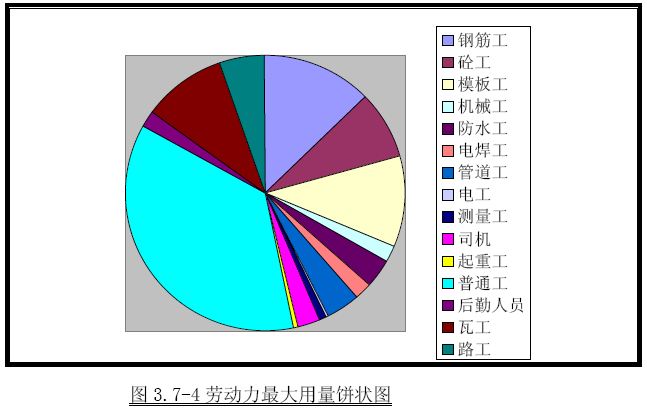 钢筋工
砼工
模板工
机械工
防水工
电焊工
管道工
电工
测量工
司机
起重工
普通工
后勤人员
瓦工
路工
图 3.7-4 劳动力最大用量饼状图